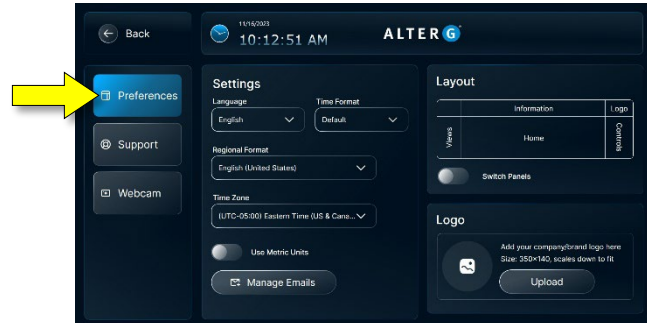 Back
11/15/2023
10:12:51 AM
ALTERG
Preferences
Support
Webcam
Settings
Language
Time Format
English
Default
Regional Format
English (United States)
Time Zone
(UTC-05:00) Eastern Time (US & Cana...
Use Metric Units
Manage Emails
Layout
Information
Logo
Views
Home
Controls
Switch Panels
Logo
Add your company/brand logo here
Size: 350×140, scales down to fit
Upload